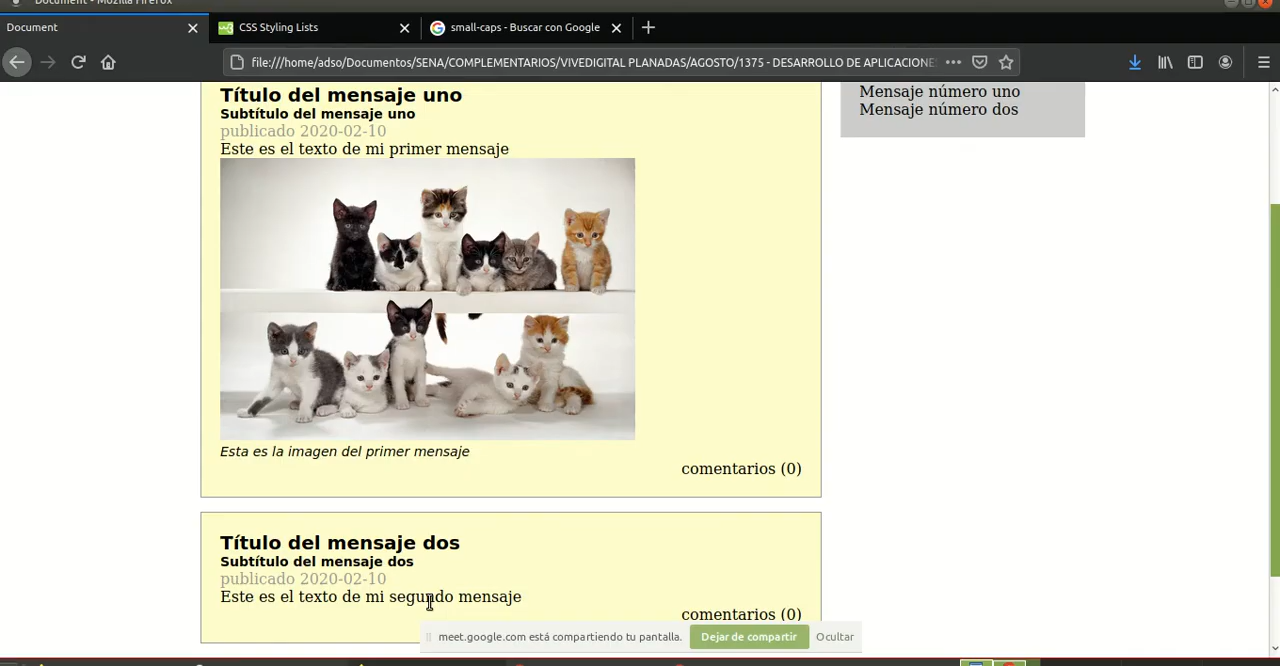 Document - Mozilla Firefox
Document
CSS Styling Lists
small-caps - Buscar con Google
file:///home/adso/Documentos/SENA/COMPLEMENTARIOS/VIVEDIGITAL PLANADAS/AGOSTO/1375 - DESARROLLO DE APLICACIONE
Título del mensaje uno
Subtítulo del mensaje uno
publicado 2020-02-10
Este es el texto de mi primer mensaje
Esta es la imagen del primer mensaje
comentarios (0)
Título del mensaje dos
Subtítulo del mensaje dos
publicado 2020-02-10
Este es el texto de mi segundo mensaje
comentarios (0)
Mensaje número uno
Mensaje número dos
meet.google.com está compartiendo tu pantalla.
Dejar de compartir
Ocultar